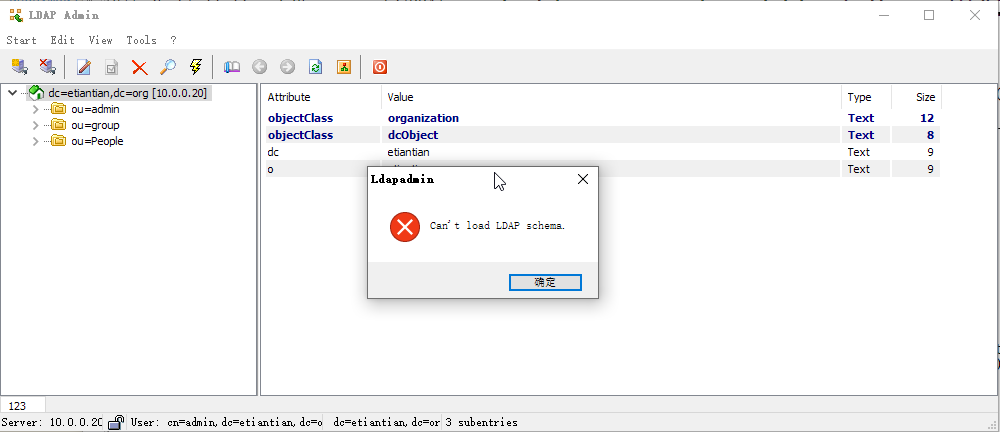 LDAP Admin
Start Edit View Tools ?
dc=etiantian,dc=org [10.0.0.20]
ou=admin
ou=group
ou=People
Attribute Value Type Size
objectClass organization Text 12
objectClass dcObject Text 8
dc etiantian Text 9
o Text 9
Ldapadmin
Can't load LDAP schema.
确定
123
Server: 10.0.0.20 User: cn=admin,dc=etiantian,dc=o dc=etiantian,dc=or 3 subentries